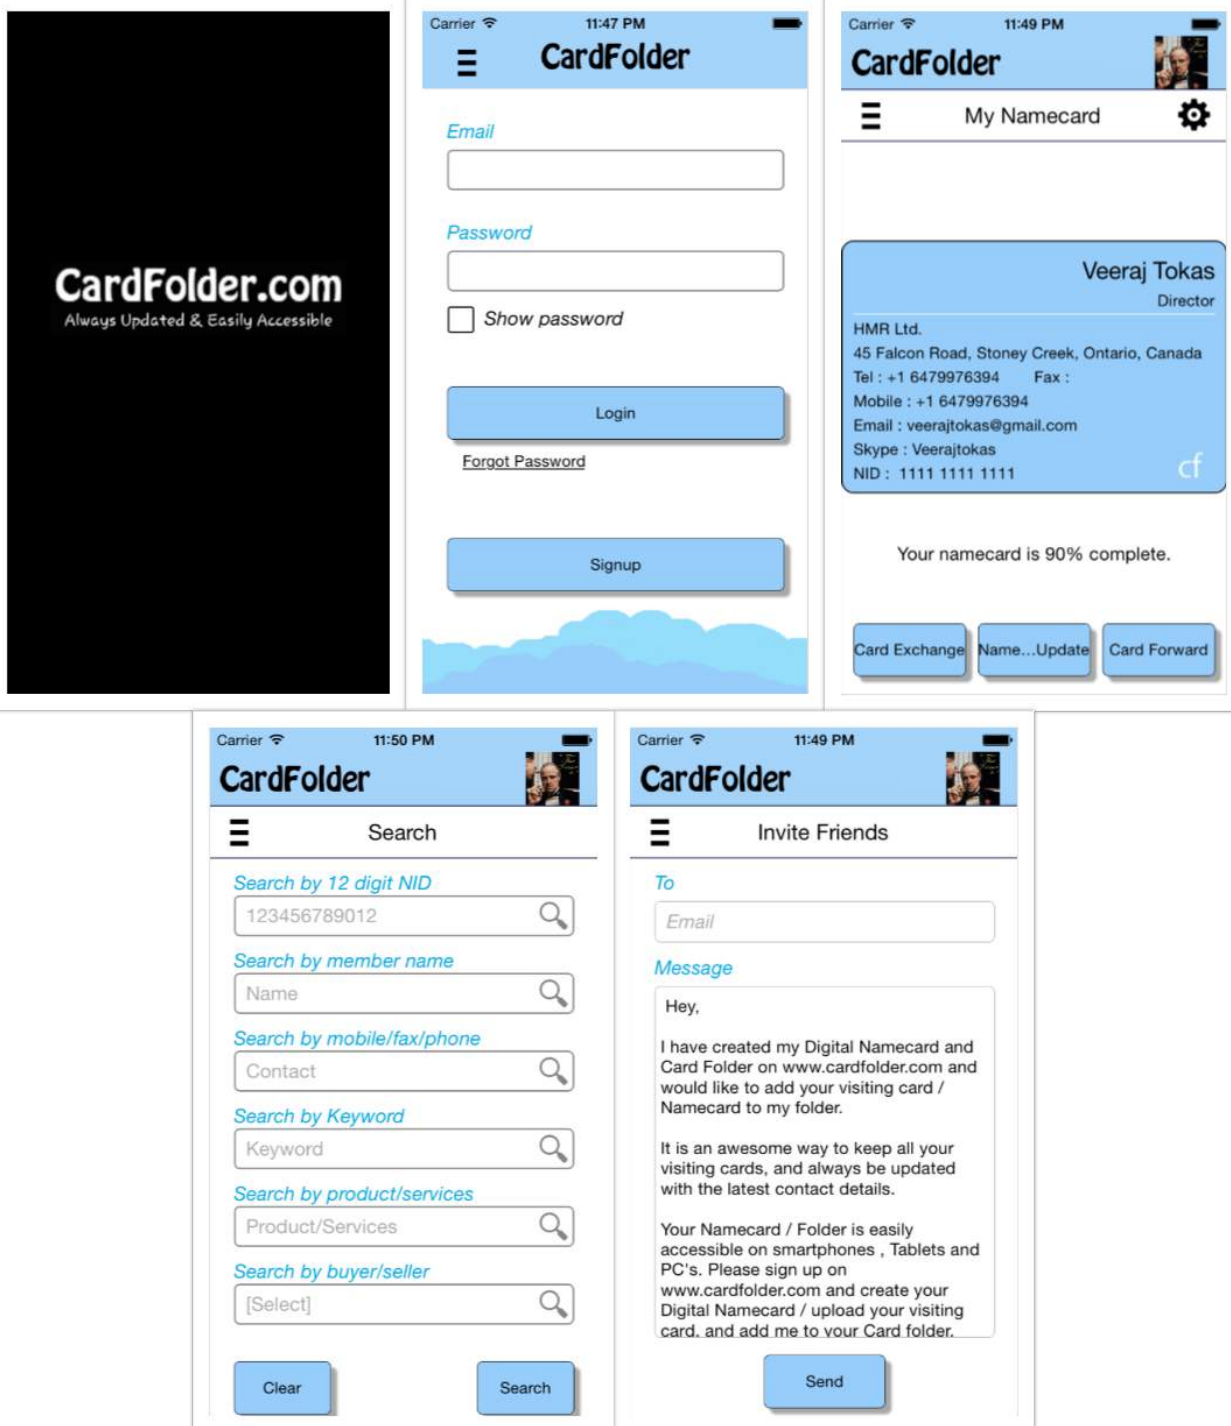 CardFolder.com
Always Updated & Easily Accessible
Carrier 11:47 PM
CardFolder
Email
Password
Show password
Login
Forgot Password
Signup
Carrier 11:49 PM
CardFolder
My Namecard
Veeraj Tokas
Director
HMR Ltd.
45 Falcon Road, Stoney Creek, Ontario, Canada
Tel : +1 6479976394 Fax :
Mobile : +1 6479976394
Email : veerajtokas@gmail.com
Skype : Veerajtokas
NID : 1111 1111 1111
cf
Your namecard is 90% complete.
Card Exchange
Name...Update
Card Forward
Carrier 11:50 PM
CardFolder
Search
Search by 12 digit NID
123456789012
Search by member name
Name
Search by mobile/fax/phone
Contact
Search by Keyword
Keyword
Search by product/services
Product/Services
Search by buyer/seller
[Select]
Clear
Search
Carrier 11:49 PM
CardFolder
Invite Friends
To
Email
Message
Hey,
I have created my Digital Namecard and
Card Folder on www.cardfolder.com and
would like to add your visiting card /
Namecard to my folder.
It is an awesome way to keep all your
visiting cards, and always be updated
with the latest contact details.
Your Namecard / Folder is easily
accessible on smartphones , Tablets and
PC's. Please sign up on
www.cardfolder.com and create your
Digital Namecard / upload your visiting
card, and add me to your Card folder.
Send